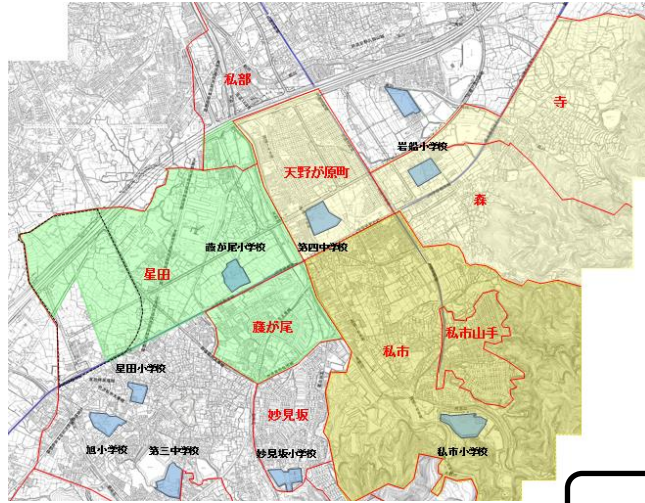 私部
寺
岩船小学校
天野が原町
森
藤が尾小学校
第四中学校
星田
藤が尾
私市
私市山手
星田小学校
妙見坂
旭小学校
第三中学校
妙見坂小学校
私市小学校